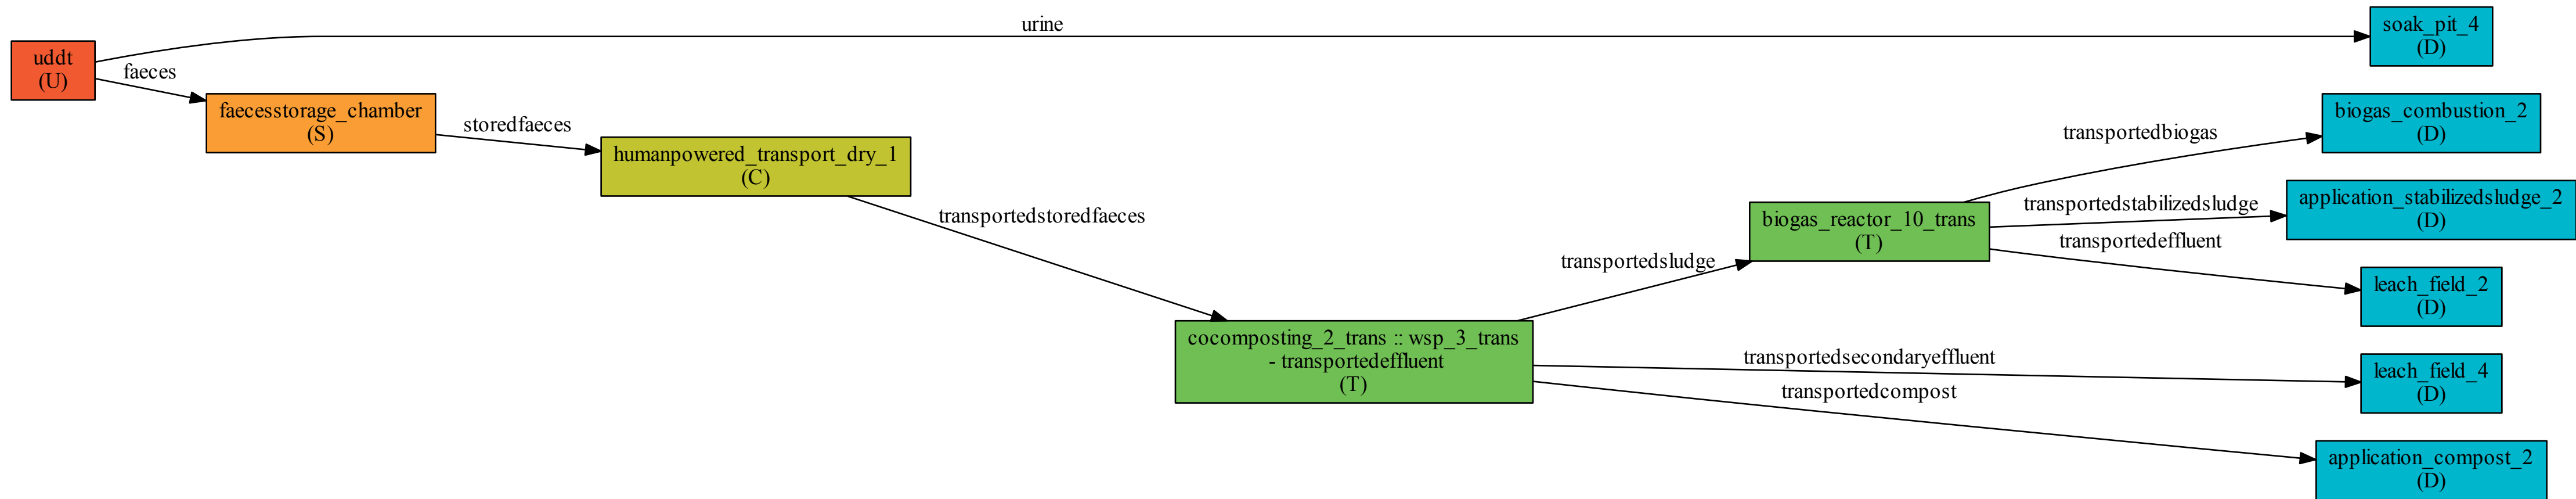 uddt
(U)
urine
faeces
faecesstorage_chamber
(S)
storedfaeces
humanpowered_transport_dry_1
(C)
transportedstoredfaeces
cocomposting_2_trans :: wsp_3_trans
- transportedeffluent
(T)
transportedsludge
biogas_reactor_10_trans
(T)
transportedbiogas
transportedstabilizedsludge
transportedeffluent
transportedsecondaryeffluent
transportedcompost
soak_pit_4
(D)
biogas_combustion_2
(D)
application_stabilizedsludge_2
(D)
leach_field_2
(D)
leach_field_4
(D)
application_compost_2
(D)